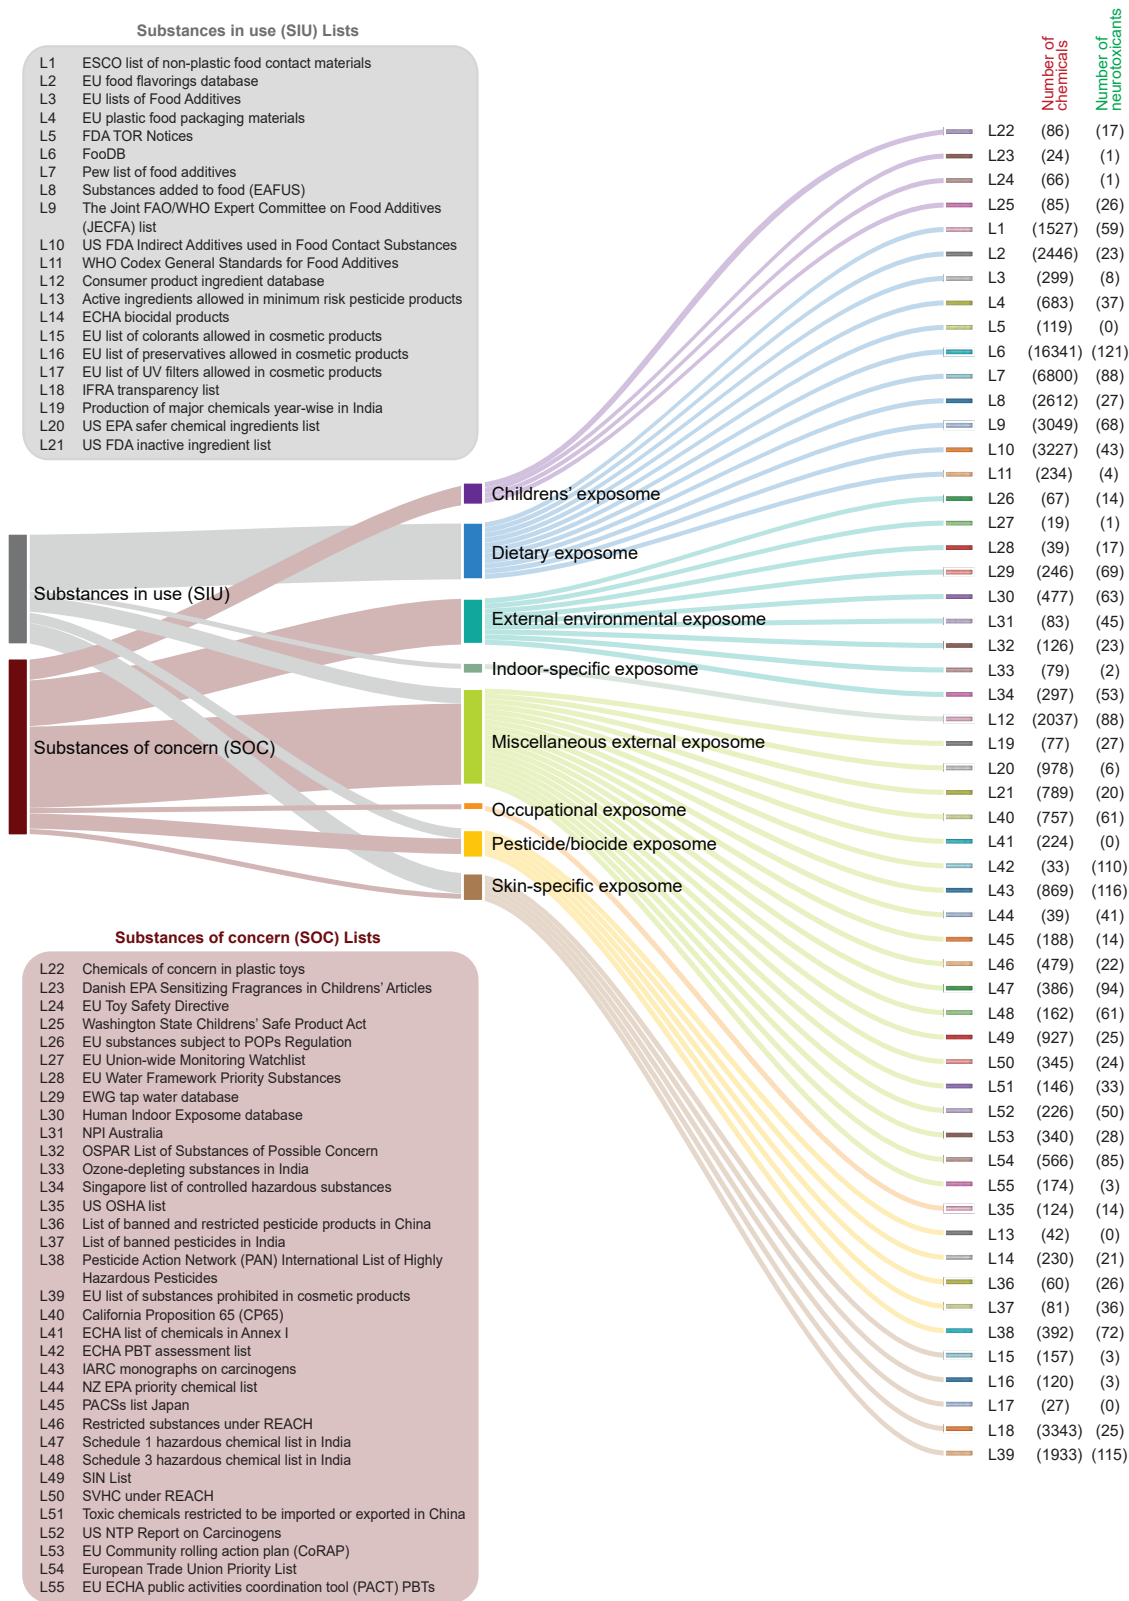 Substances in use (SIU) Lists
L1 ESCO list of non-plastic food contact materials
L2 EU food flavorings database
L3 EU lists of Food Additives
L4 EU plastic food packaging materials
L5 FDA TOR Notices
L6 FooDB
L7 Pew list of food additives
L8 Substances added to food (EAFUS)
L9 The Joint FAO/WHO Expert Committee on Food Additives
(JECFA) list
L10 US FDA Indirect Additives used in Food Contact Substances
L11 WHO Codex General Standards for Food Additives
L12 Consumer product ingredient database
L13 Active ingredients allowed in minimum risk pesticide products
L14 ECHA biocidal products
L15 EU list of colorants allowed in cosmetic products
L16 EU list of preservatives allowed in cosmetic products
L17 EU list of UV filters allowed in cosmetic products
L18 IFRA transparency list
L19 Production of major chemicals year-wise in India
L20 US EPA safer chemical ingredients list
L21 US FDA inactive ingredient list
Substances in use (SIU)
Substances of concern (SOC)
Childrens' exposome
Dietary exposome
External environmental exposome
Indoor-specific exposome
Miscellaneous external exposome
Occupational exposome
Pesticide/biocide exposome
Skin-specific exposome
Substances of concern (SOC) Lists
L22 Chemicals of concern in plastic toys
L23 Danish EPA Sensitizing Fragrances in Childrens' Articles
L24 EU Toy Safety Directive
L25 Washington State Childrens' Safe Product Act
L26 EU substances subject to POPs Regulation
L27 EU Union-wide Monitoring Watchlist
L28 EU Water Framework Priority Substances
L29 EWG tap water database
L30 Human Indoor Exposome database
L31 NPI Australia
L32 OSPAR List of Substances of Possible Concern
L33 Ozone-depleting substances in India
L34 Singapore list of controlled hazardous substances
L35 US OSHA list
L36 List of banned and restricted pesticide products in China
L37 List of banned pesticides in India
L38 Pesticide Action Network (PAN) International List of Highly
Hazardous Pesticides
L39 EU list of substances prohibited in cosmetic products
L40 California Proposition 65 (CP65)
L41 ECHA list of chemicals in Annex I
L42 ECHA PBT assessment list
L43 IARC monographs on carcinogens
L44 NZ EPA priority chemical list
L45 PACSs list Japan
L46 Restricted substances under REACH
L47 Schedule 1 hazardous chemical list in India
L48 Schedule 3 hazardous chemical list in India
L49 SIN List
L50 SVHC under REACH
L51 Toxic chemicals restricted to be imported or exported in China
L52 US NTP Report on Carcinogens
L53 EU Community rolling action plan (CoRAP)
L54 European Trade Union Priority List
L55 EU ECHA public activities coordination tool (PACT) PBTs
Number of
chemicals
Number of
neurotoxicants
L22 (86) (17)
L23 (24) (1)
L24 (66) (1)
L25 (85) (26)
L1 (1527) (59)
L2 (2446) (23)
L3 (299) (8)
L4 (683) (37)
L5 (119) (0)
L6 (16341) (121)
L7 (6800) (88)
L8 (2612) (27)
L9 (3049) (68)
L10 (3227) (43)
L11 (234) (4)
L26 (67) (14)
L27 (19) (1)
L28 (39) (17)
L29 (246) (69)
L30 (477) (63)
L31 (83) (45)
L32 (126) (23)
L33 (79) (2)
L34 (297) (53)
L12 (2037) (88)
L19 (77) (27)
L20 (978) (6)
L21 (789) (20)
L40 (757) (61)
L41 (224) (0)
L42 (33) (110)
L43 (869) (116)
L44 (39) (41)
L45 (188) (14)
L46 (479) (22)
L47 (386) (94)
L48 (162) (61)
L49 (927) (25)
L50 (345) (24)
L51 (146) (33)
L52 (226) (50)
L53 (340) (28)
L54 (566) (85)
L55 (174) (3)
L35 (124) (14)
L13 (42) (0)
L14 (230) (21)
L36 (60) (26)
L37 (81) (36)
L38 (392) (72)
L15 (157) (3)
L16 (120) (3)
L17 (27) (0)
L18 (3343) (25)
L39 (1933) (115)